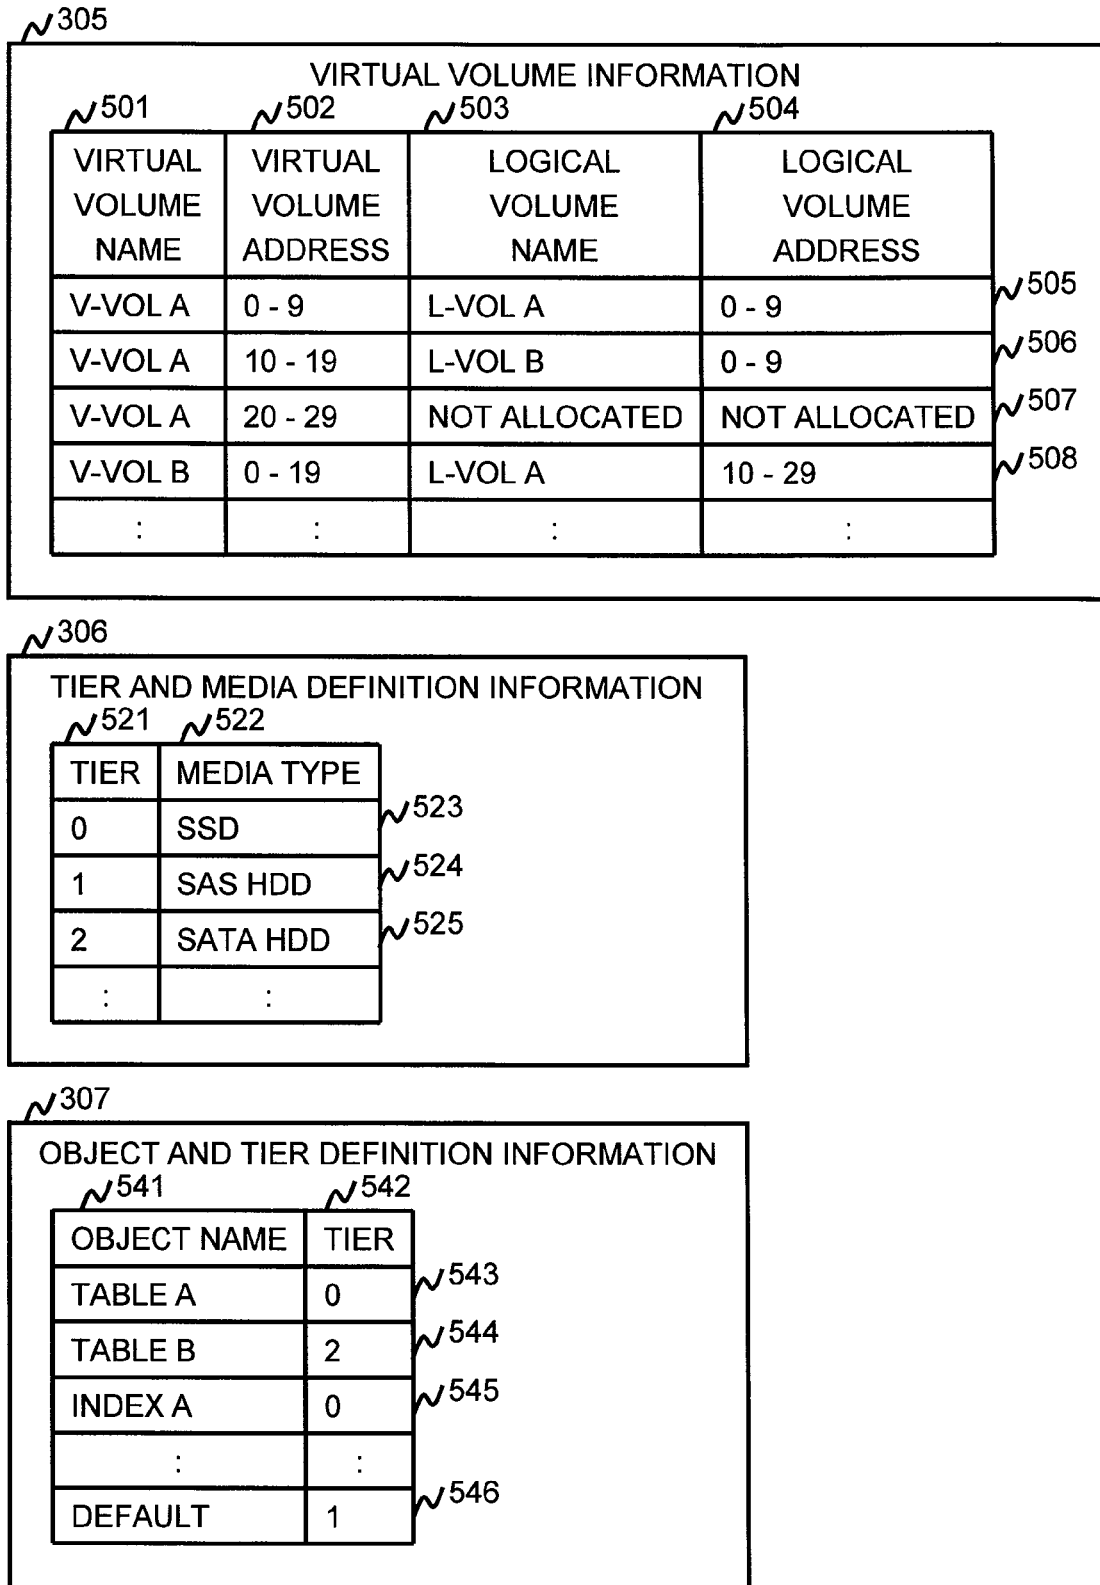 305
VIRTUAL VOLUME INFORMATION
501 502 503 504
VIRTUAL VOLUME NAME VIRTUAL VOLUME ADDRESS LOGICAL VOLUME NAME LOGICAL VOLUME ADDRESS
V-VOL A 0 - 9 L-VOL A 0 - 9 505
V-VOL A 10 - 19 L-VOL B 0 - 9 506
V-VOL A 20 - 29 NOT ALLOCATED NOT ALLOCATED 507
V-VOL B 0 - 19 L-VOL A 10 - 29 508
: : : :
306
TIER AND MEDIA DEFINITION INFORMATION
521 522
TIER MEDIA TYPE
0 SSD 523
1 SAS HDD 524
2 SATA HDD 525
: :
307
OBJECT AND TIER DEFINITION INFORMATION
541 542
OBJECT NAME TIER
TABLE A 0 543
TABLE B 2 544
INDEX A 0 545
: :
DEFAULT 1 546